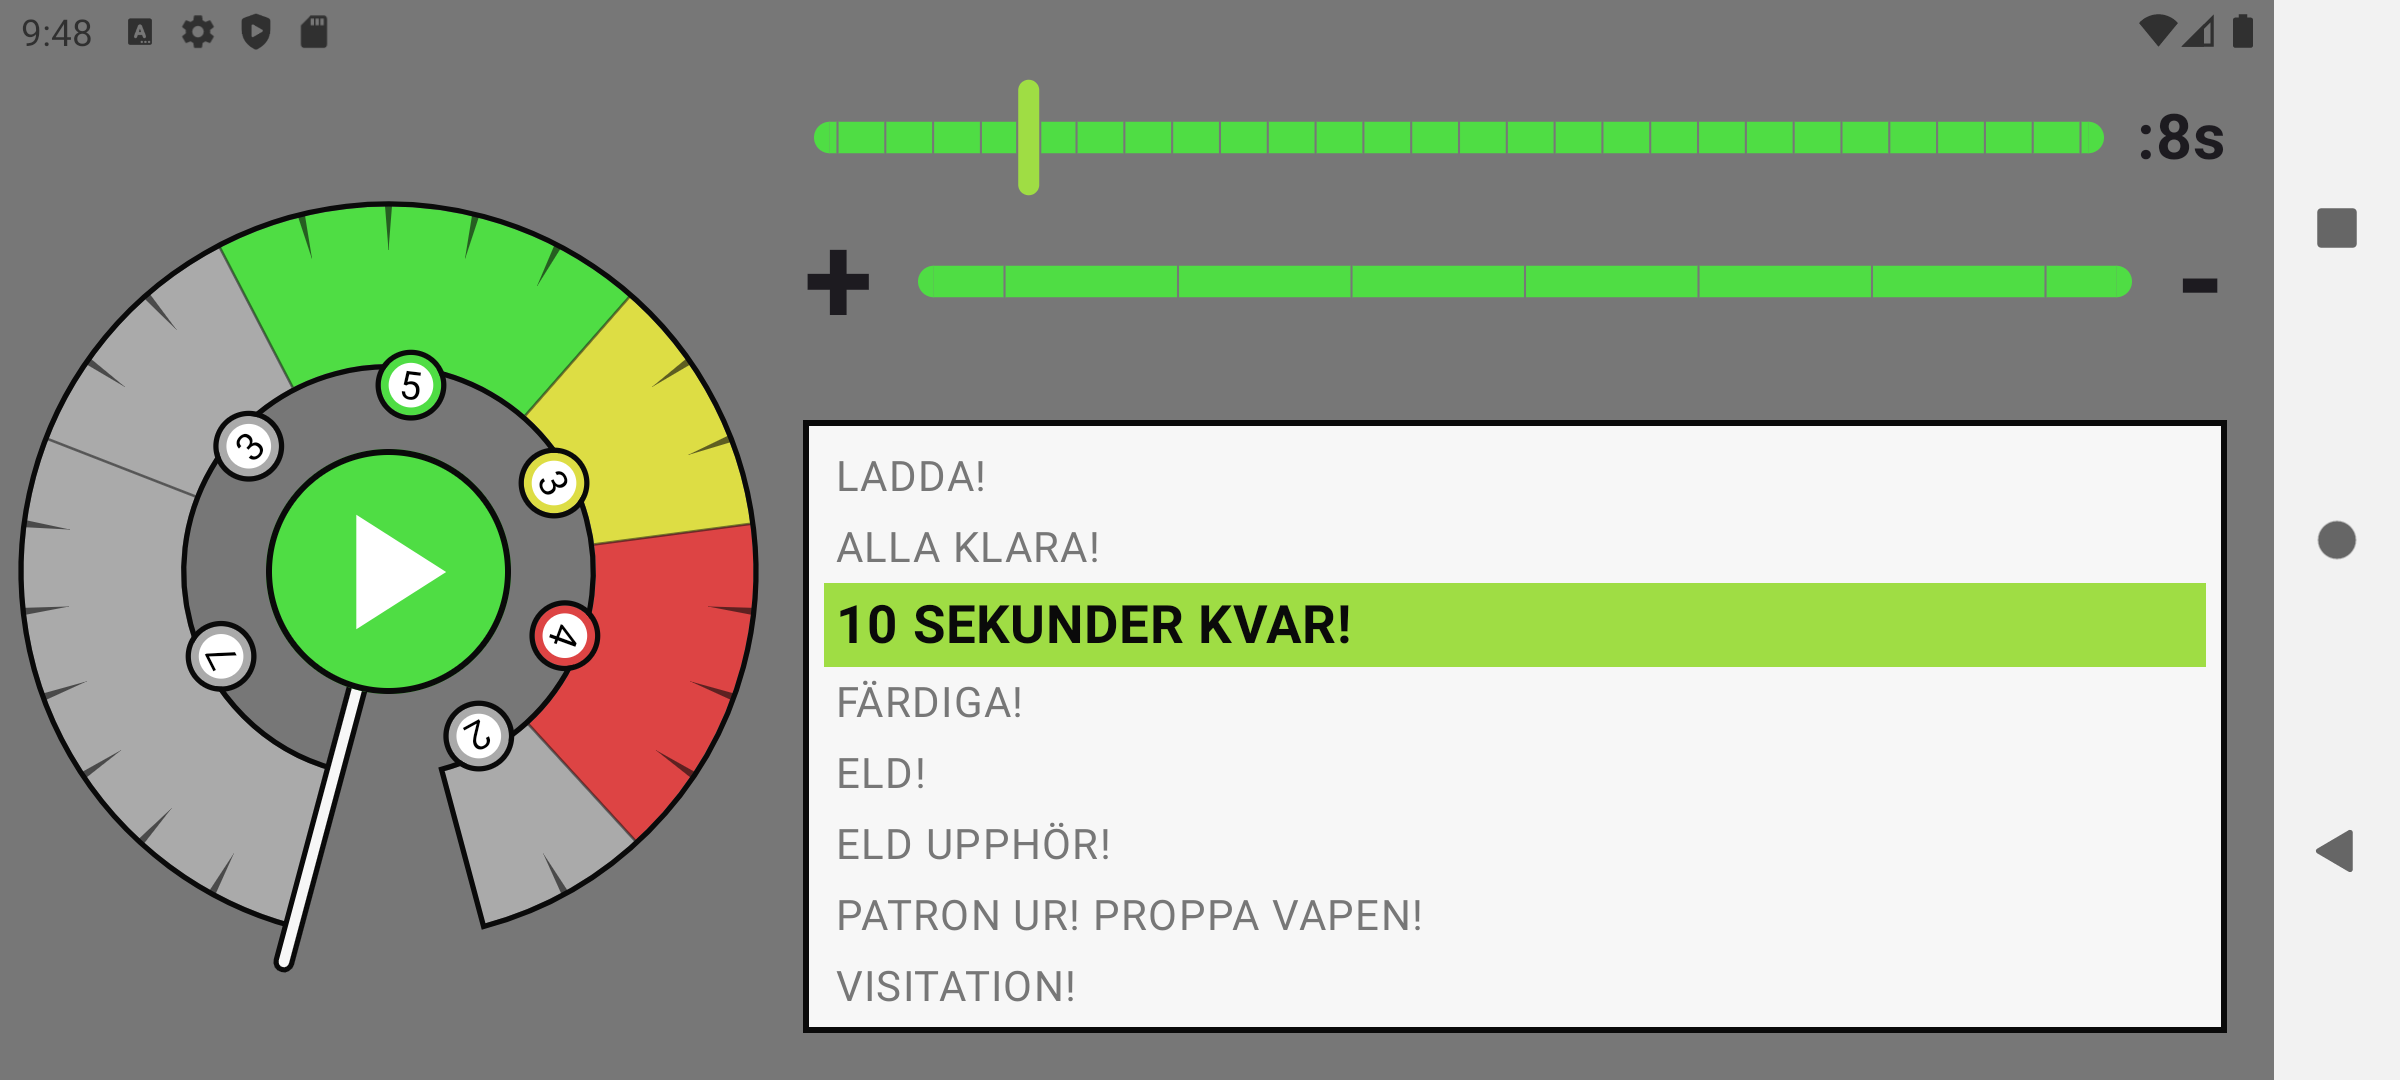 9:48
:8s
+ -
5
3
3
7
4
2
LADDA!
ALLA KLARA!
10 SEKUNDER KVAR!
FÄRDIGA!
ELD!
ELD UPPHÖR!
PATRON UR! PROPPA VAPEN!
VISITATION!